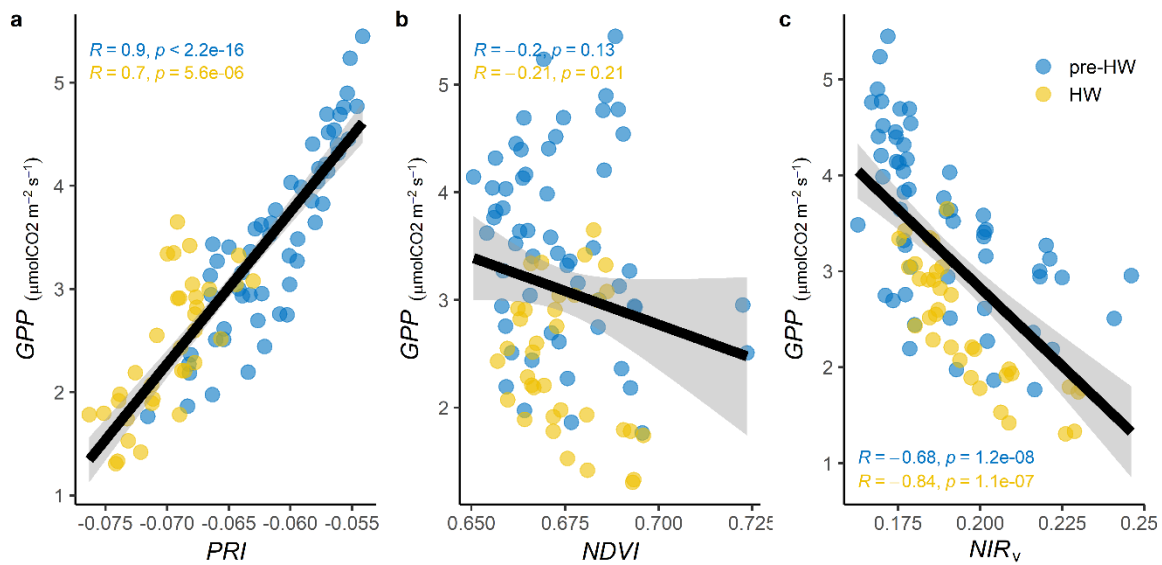 a
R = 0.9, p < 2.2e-16
R = 0.7, p = 5.6e-06
GPP (μmolCO2 m⁻² s⁻¹)
5
4
3
2
1
-0.075 -0.070 -0.065 -0.060 -0.055
PRI
b
R = −0.2, p = 0.13
R = −0.21, p = 0.21
GPP (μmolCO2 m⁻² s⁻¹)
5
4
3
2
0.650 0.675 0.700 0.725
NDVI
c
pre-HW
HW
GPP (μmolCO2 m⁻² s⁻¹)
5
4
3
2
1
R = −0.68, p = 1.2e-08
R = −0.84, p = 1.1e-07
0.175 0.200 0.225 0.25
NIRᵥ